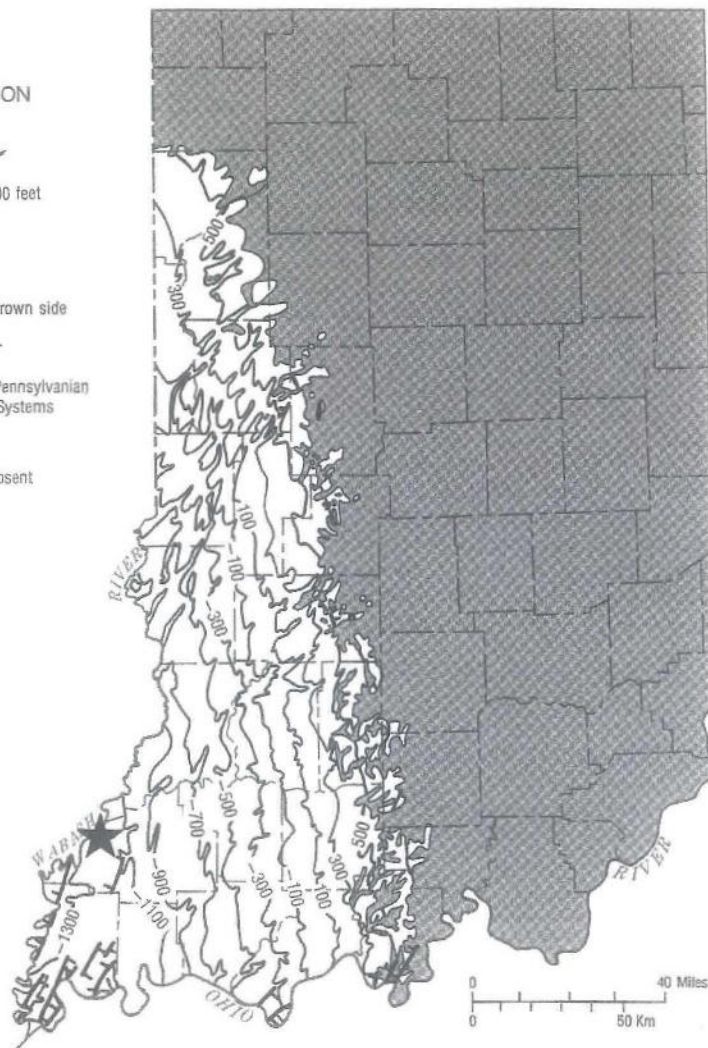 ON
00 feet
rown side
Pennsylvanian
Systems
bsent
500
300
100
-100
RIVER
-300
-500
-700
WABASH
-900
-300
-100
100
300
500
-1100
-1300
OHIO
RIVER
0 40 Miles
0 50 Km